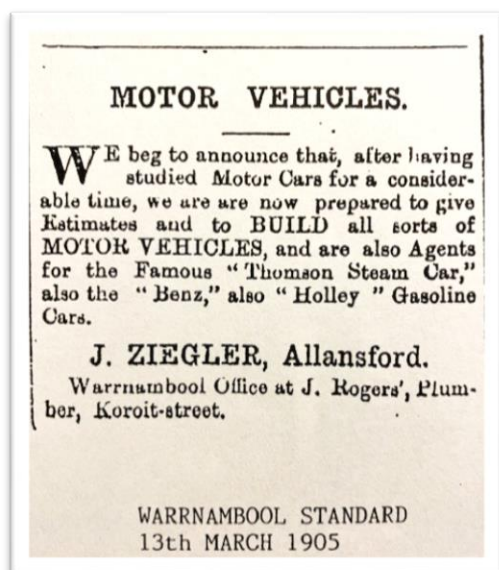 MOTOR VEHICLES.
WE beg to announce that, after having
studied Motor Cars for a consider-
able time, we are are now prepared to give
Estimates and to BUILD all sorts of
MOTOR VEHICLES, and are also Agents
for the Famous "Thomson Steam Car,"
also the "Benz," also "Holley" Gasoline
Cars.
J. ZIEGLER, Allansford.
Warrnambool Office at J. Rogers', Plum-
ber, Koroit-street.
WARRNAMBOOL STANDARD
13th MARCH 1905